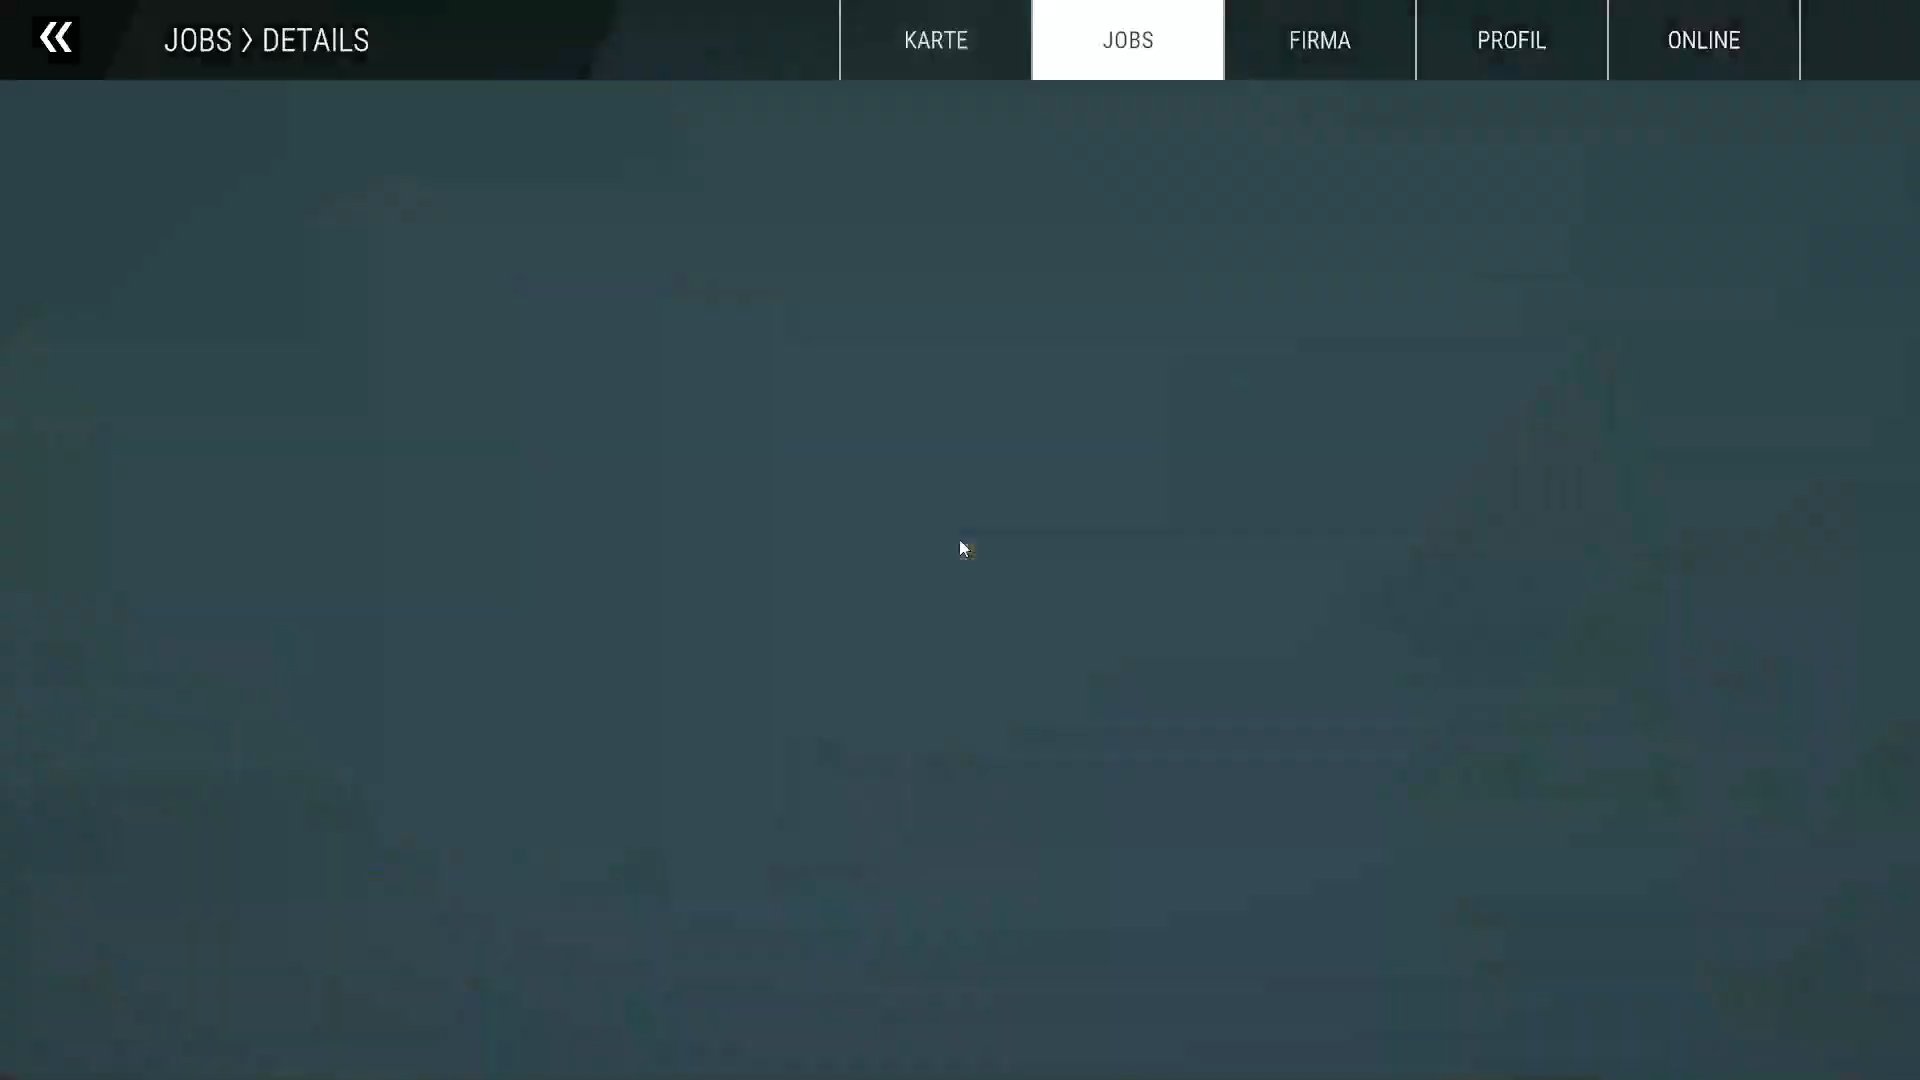 JOBS > DETAILS
KARTE
JOBS
FIRMA
PROFIL
ONLINE